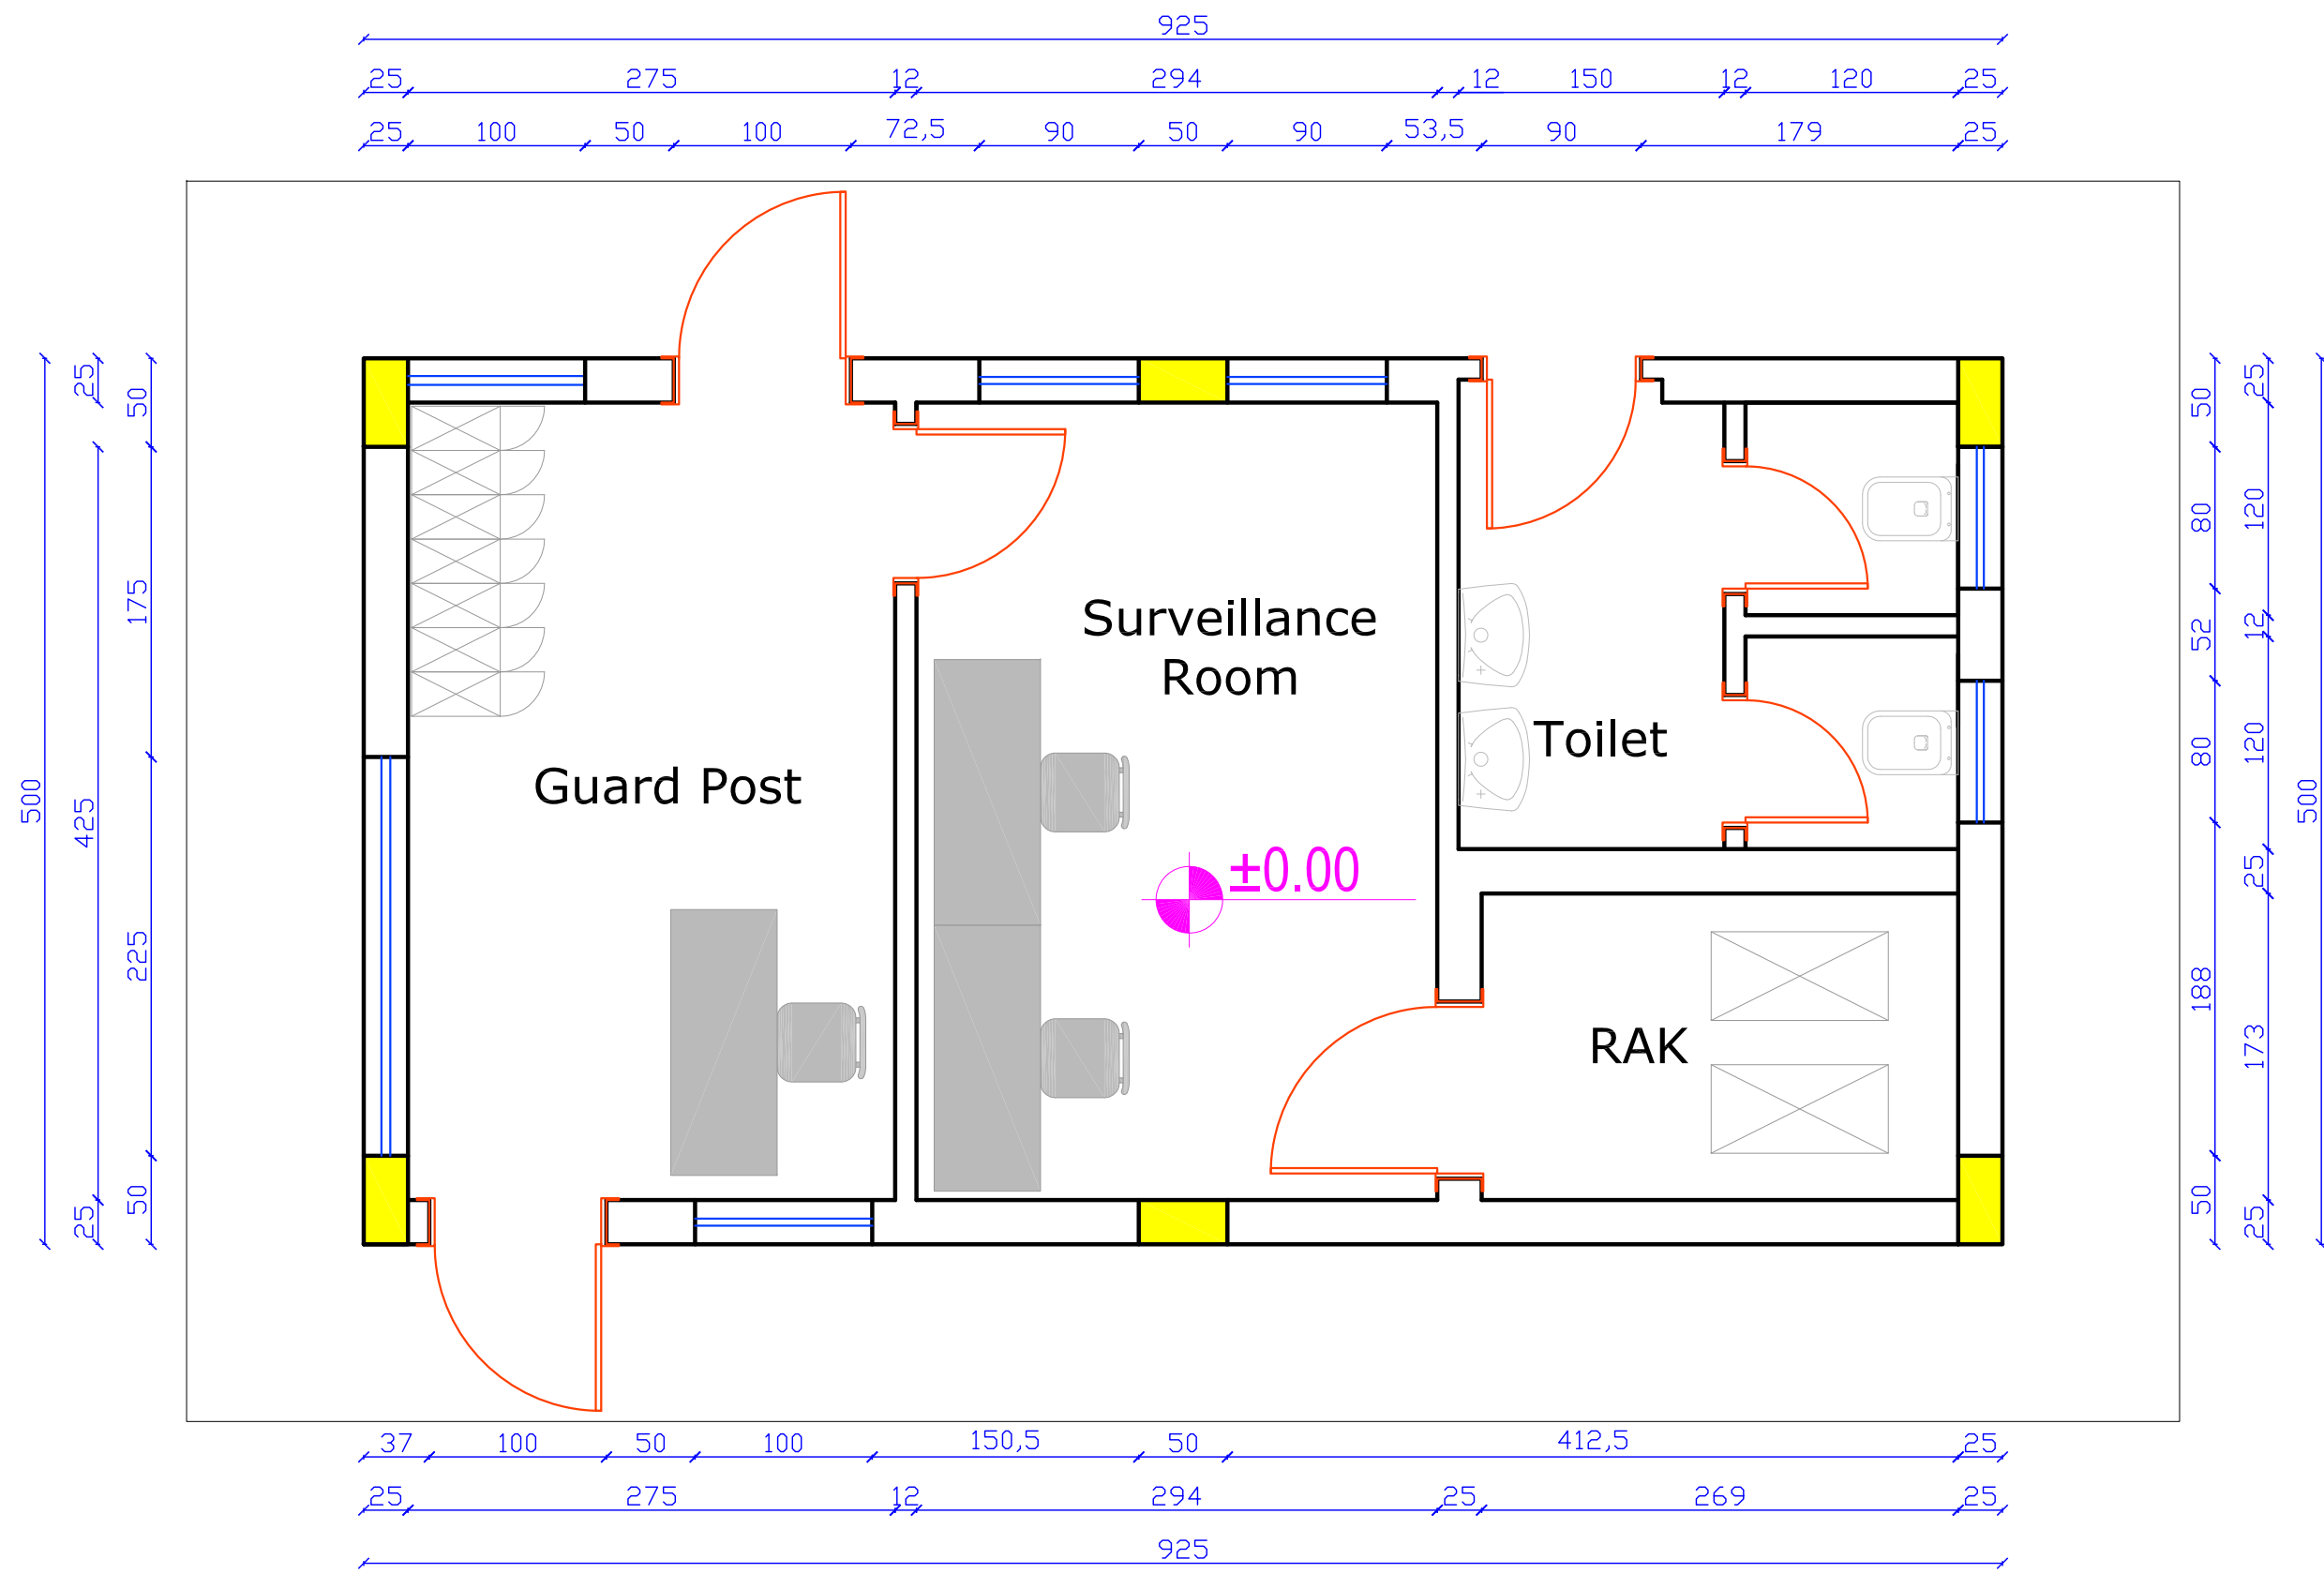 925
25 275 12 294 12 150 12 120 25
25 100 50 100 72,5 90 50 90 53,5 90 179 25
500
25 425 25
50 175 225 50
Surveillance
Room
Toilet
Guard Post
±0.00
RAK
50 80 52 80 188 50
25 120 12 120 25 173 25
500
37 100 50 100 150,5 50 412,5 25
25 275 12 294 25 269 25
925